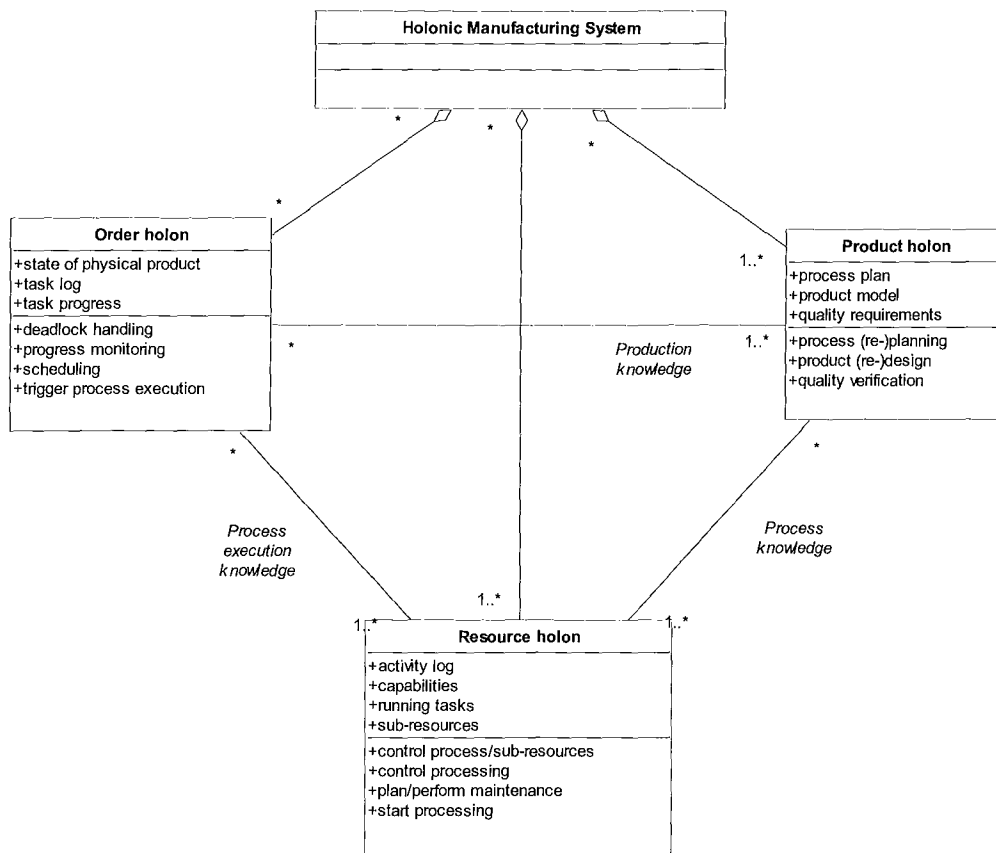 Holonic Manufacturing System
*
*
*
*
1..*
Order holon
+state of physical product
+task log
+task progress
+deadlock handling
+progress monitoring
+scheduling
+trigger process execution
Product holon
+process plan
+product model
+quality requirements
+process (re-)planning
+product (re-)design
+quality verification
*
1..*
Production
knowledge
*
*
Process
execution
knowledge
Process
knowledge
1..*
1..*
1..*
Resource holon
+activity log
+capabilities
+running tasks
+sub-resources
+control process/sub-resources
+control processing
+plan/perform maintenance
+start processing